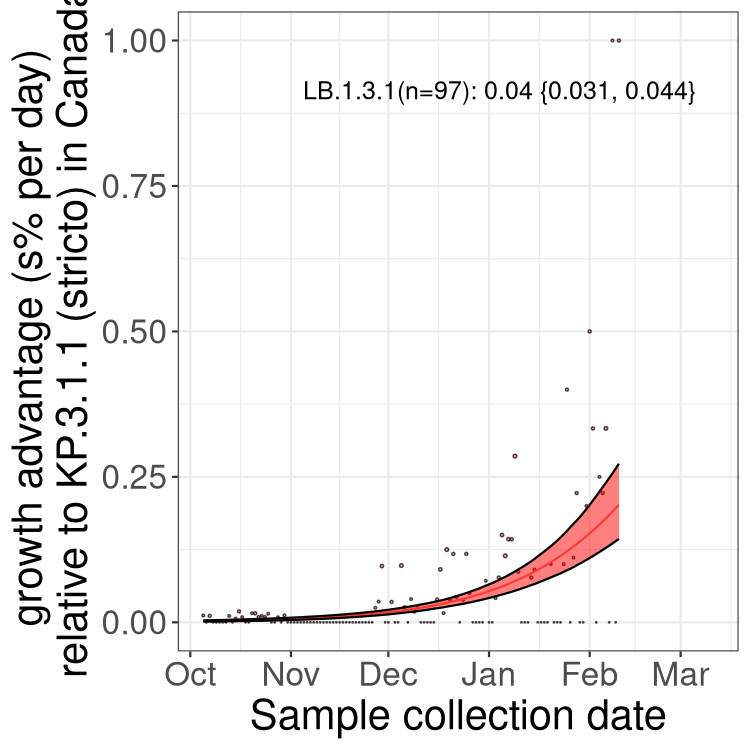 growth advantage (s% per day)
relative to KP.3.1.1 (stricto) in Canada
1.00
0.75
0.50
0.25
0.00
LB.1.3.1(n=97): 0.04 {0.031, 0.044}
Oct Nov Dec Jan Feb Mar
Sample collection date